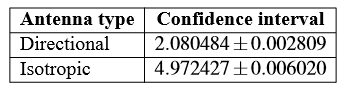 Antenna type Confidence interval
Directional 2.080484 ± 0.002809
Isotropic 4.972427 ± 0.006020